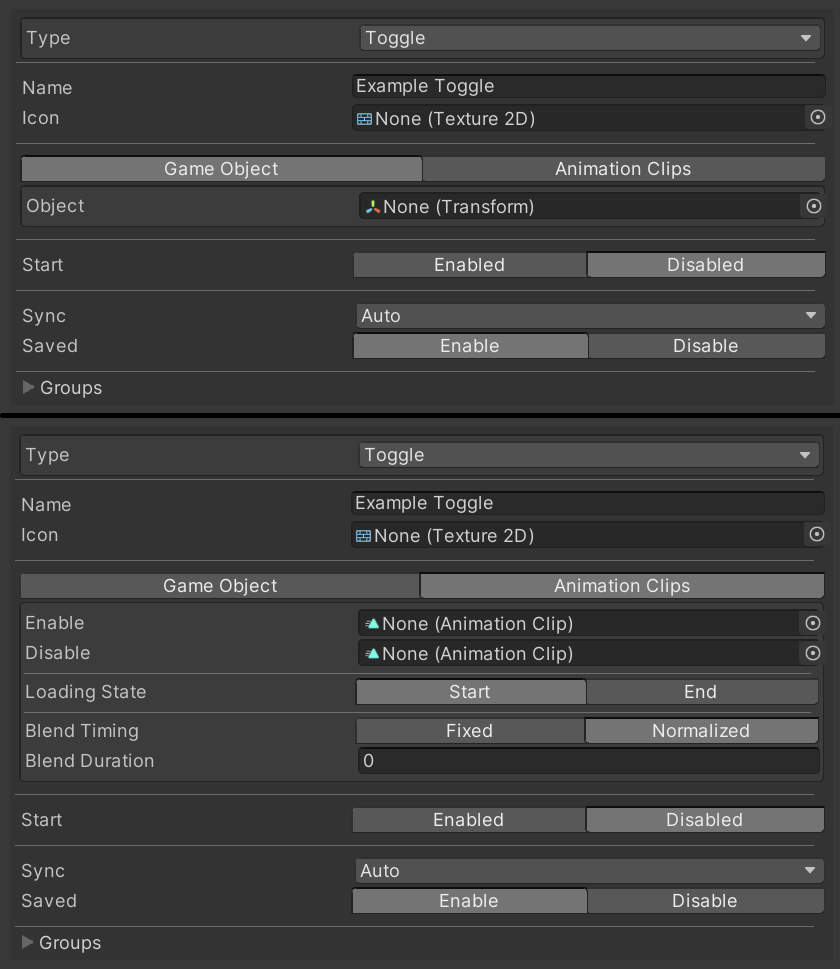 Type Toggle
Name Example Toggle
Icon None (Texture 2D)
Game Object Animation Clips
Object None (Transform)
Start Enabled Disabled
Sync Auto
Saved Enable Disable
Groups
Type Toggle
Name Example Toggle
Icon None (Texture 2D)
Game Object Animation Clips
Enable None (Animation Clip)
Disable None (Animation Clip)
Loading State Start End
Blend Timing Fixed Normalized
Blend Duration 0
Start Enabled Disabled
Sync Auto
Saved Enable Disable
Groups